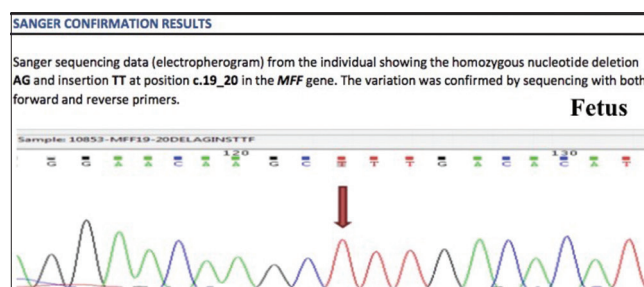 SANGER CONFIRMATION RESULTS
Sanger sequencing data (electropherogram) from the individual showing the homozygous nucleotide deletion
AG and insertion TT at position c.19_20 in the MFF gene. The variation was confirmed by sequencing with both
forward and reverse primers.
Fetus
Sample: 10853-MFF19-20DELAGINSTTF
120 130
G G A A C A A G C T T T G A C A C A T